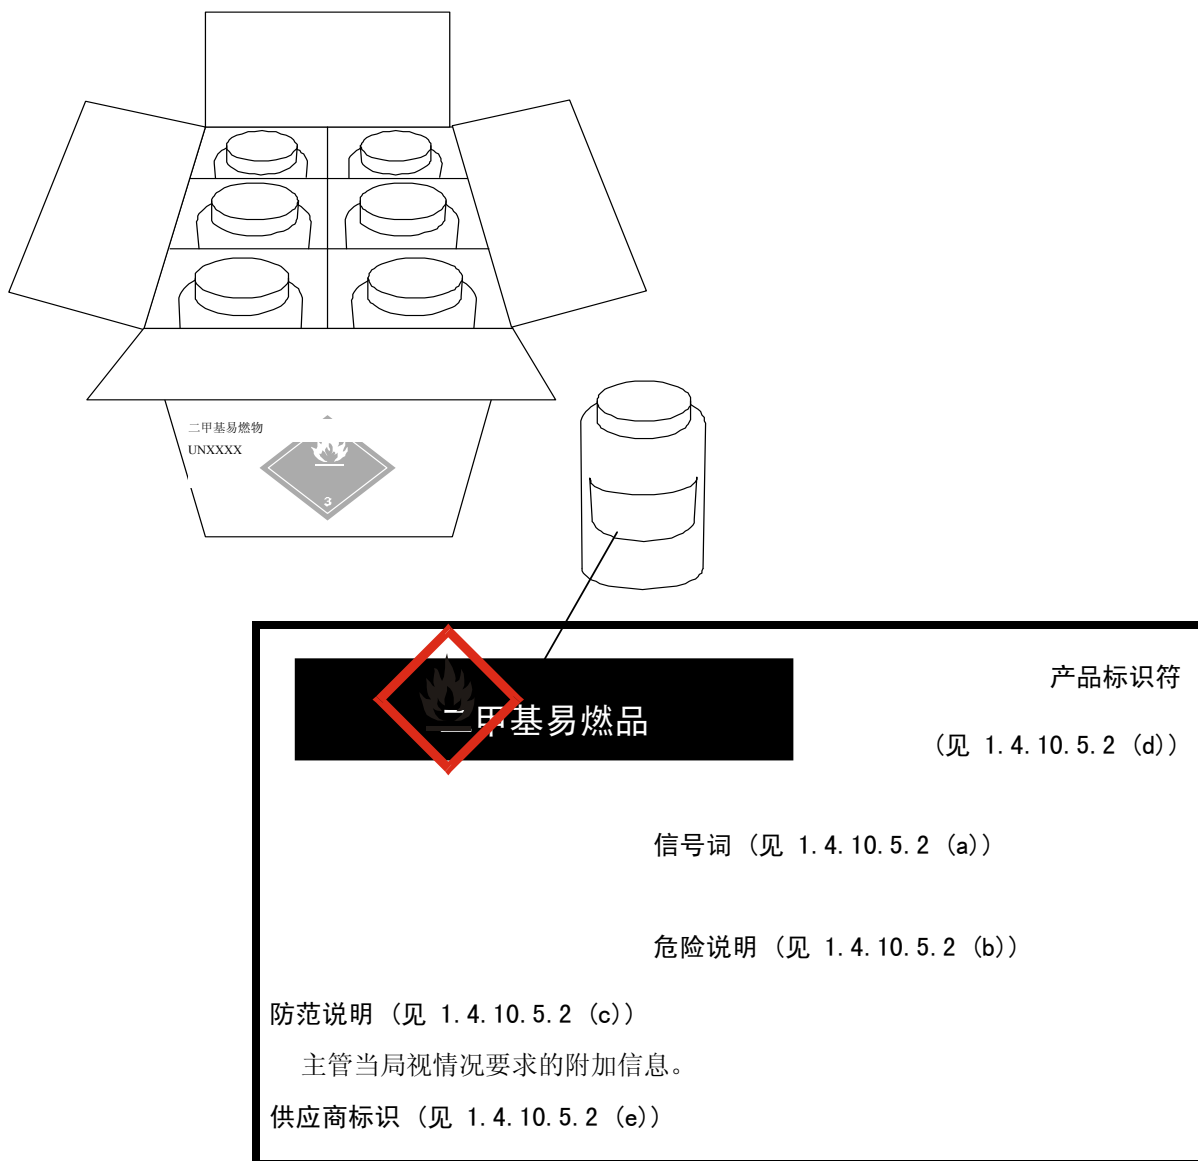 二甲基易燃物
UNXXXX
3
二甲基易燃品
产品标识符
(见 1.4.10.5.2 (d))
信号词 (见 1.4.10.5.2 (a))
危险说明 (见 1.4.10.5.2 (b))
防范说明 (见 1.4.10.5.2 (c))
主管当局视情况要求的附加信息。
供应商标识 (见 1.4.10.5.2 (e))